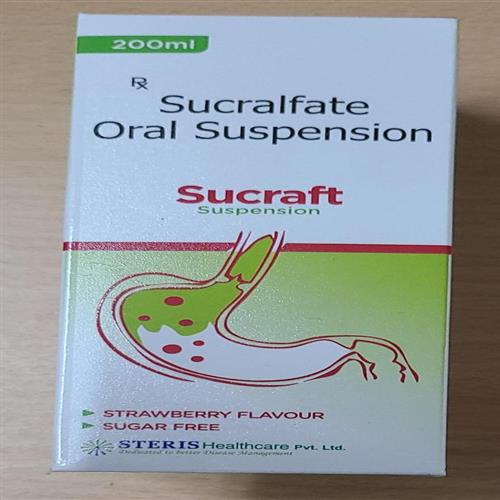 200ml
Rx
Sucralfate
Oral Suspension
Sucraft
Suspension
STRAWBERRY FLAVOUR
SUGAR FREE
STERIS Healthcare Pvt. Ltd.
Dedicated to better Disease Management